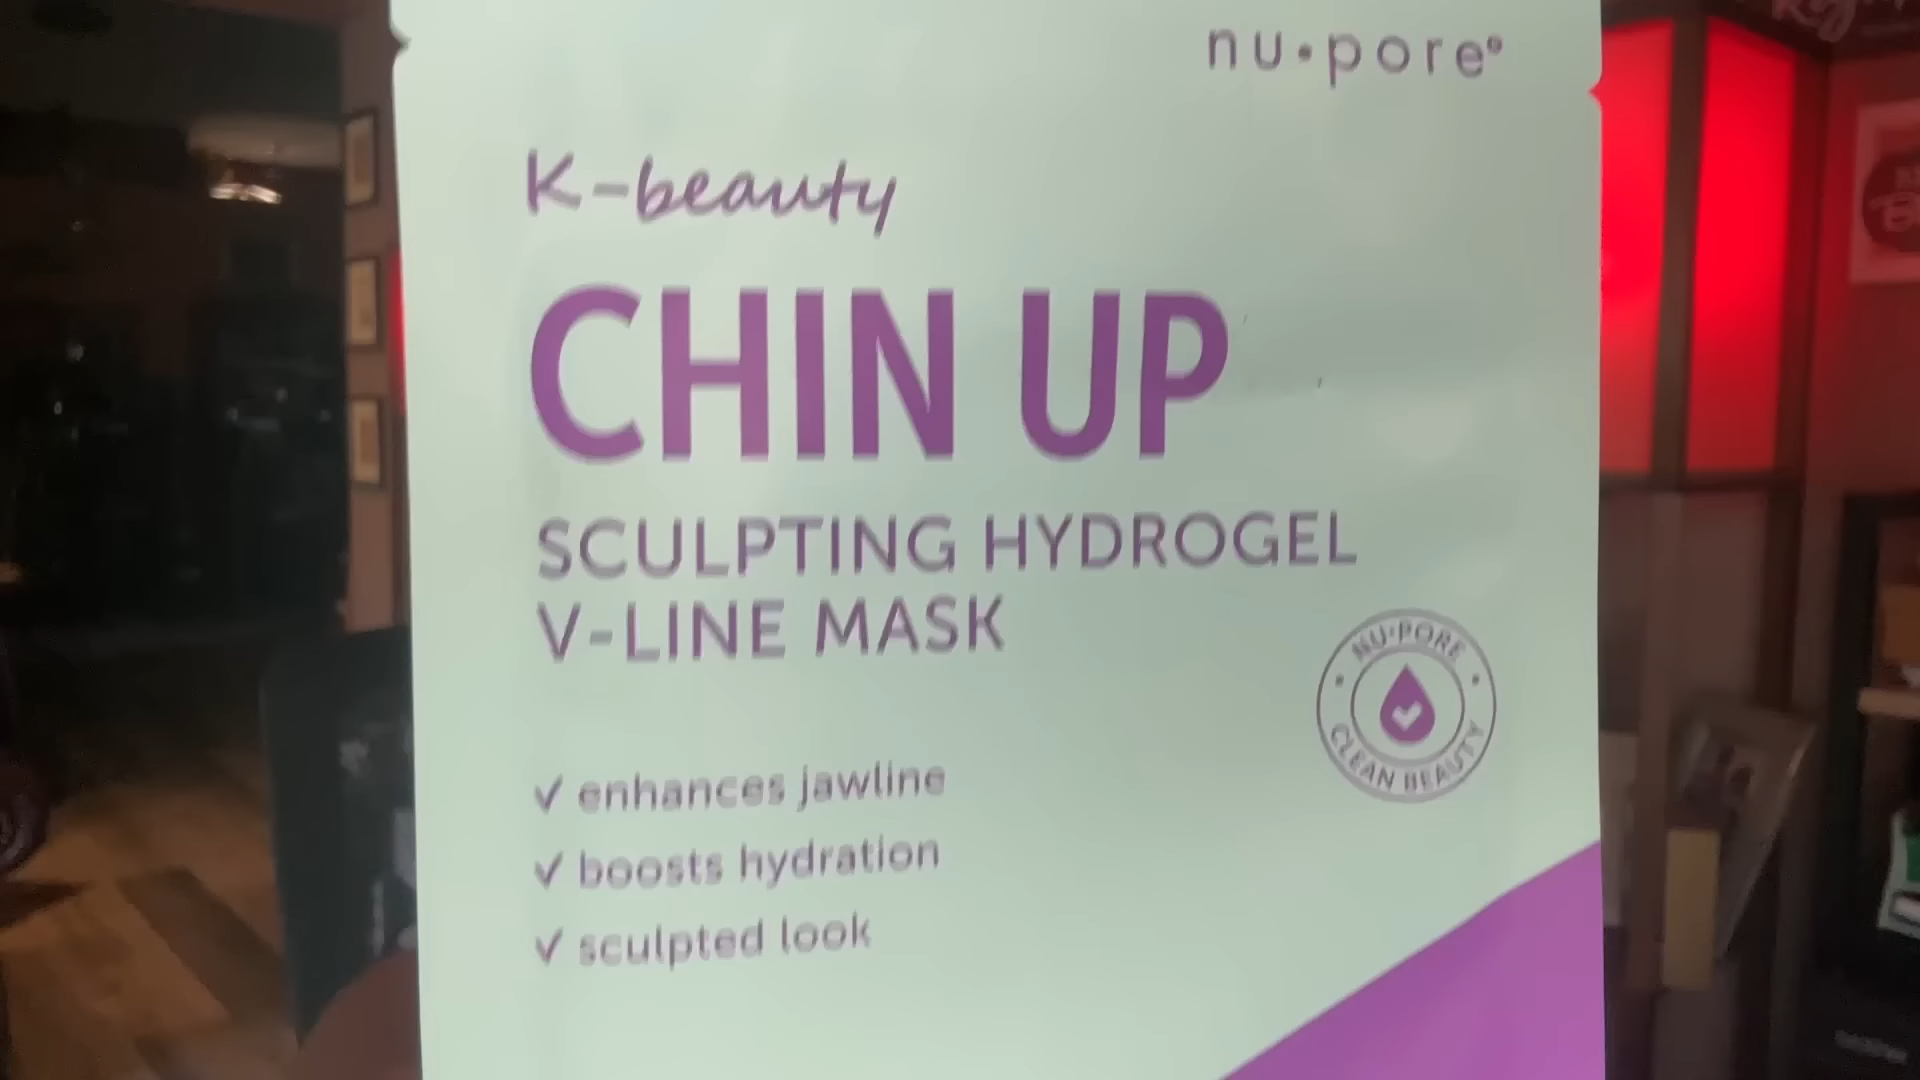 nu•pore®
K-beauty
CHIN UP
SCULPTING HYDROGEL
V-LINE MASK
NU•PORE
CLEAN BEAUTY
✓ enhances jawline
✓ boosts hydration
✓ sculpted look